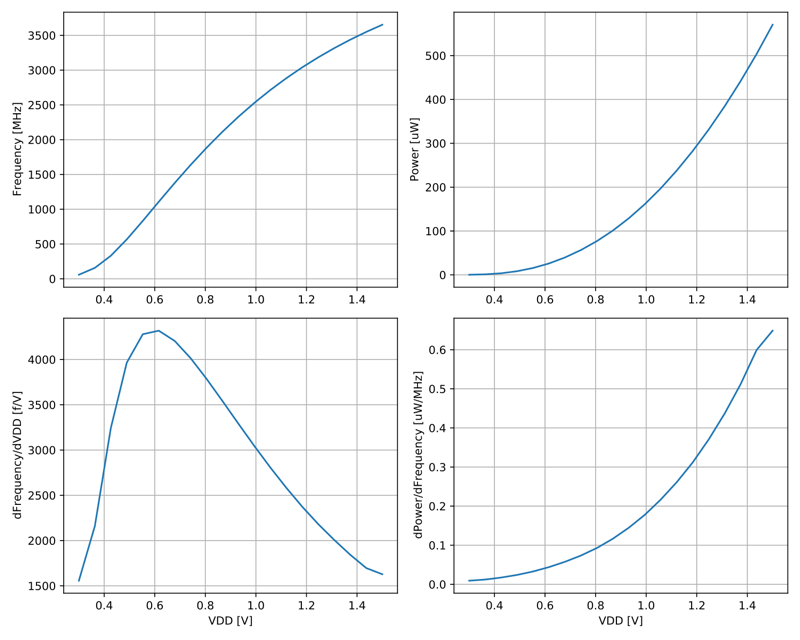 Frequency [MHz]
3500
3000
2500
2000
1500
1000
500
0
0.4 0.6 0.8 1.0 1.2 1.4
Power [uW]
500
400
300
200
100
0
0.4 0.6 0.8 1.0 1.2 1.4
dFrequency/dVDD [f/V]
4000
3500
3000
2500
2000
1500
0.4 0.6 0.8 1.0 1.2 1.4
VDD [V]
dPower/dFrequency [uW/MHz]
0.6
0.5
0.4
0.3
0.2
0.1
0.0
0.4 0.6 0.8 1.0 1.2 1.4
VDD [V]